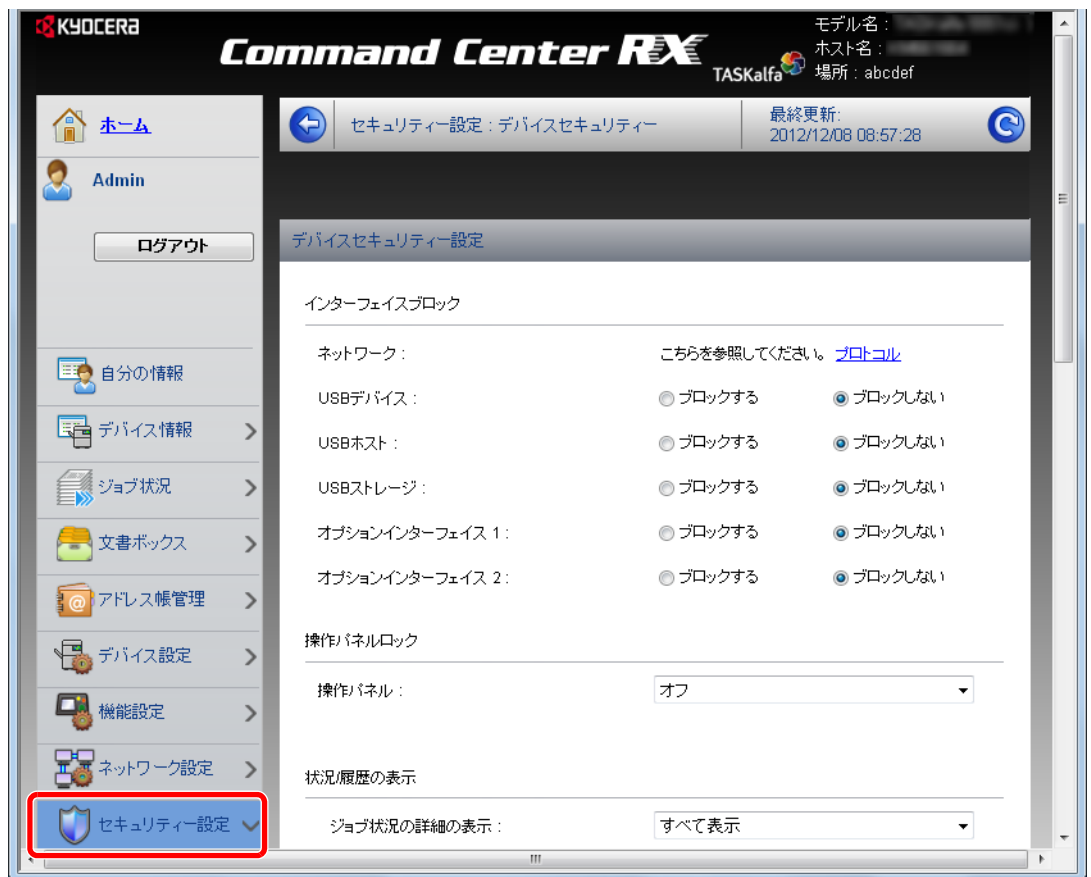 KYOCERA
Command Center RX
TASKalfa
モデル名 :
ホスト名 :
場所 : abcdef
ホーム
Admin
ログアウト
自分の情報
デバイス情報
ジョブ状況
文書ボックス
アドレス帳管理
デバイス設定
機能設定
ネットワーク設定
セキュリティー設定
セキュリティー設定 : デバイスセキュリティー
最終更新:
2012/12/08 08:57:28
デバイスセキュリティー設定
インターフェイスブロック
ネットワーク : こちらを参照してください。 プロトコル
USBデバイス : ブロックする ブロックしない
USBホスト : ブロックする ブロックしない
USBストレージ : ブロックする ブロックしない
オプションインターフェイス 1 : ブロックする ブロックしない
オプションインターフェイス 2 : ブロックする ブロックしない
操作パネルロック
操作パネル : オフ
状況/履歴の表示
ジョブ状況の詳細の表示 : すべて表示